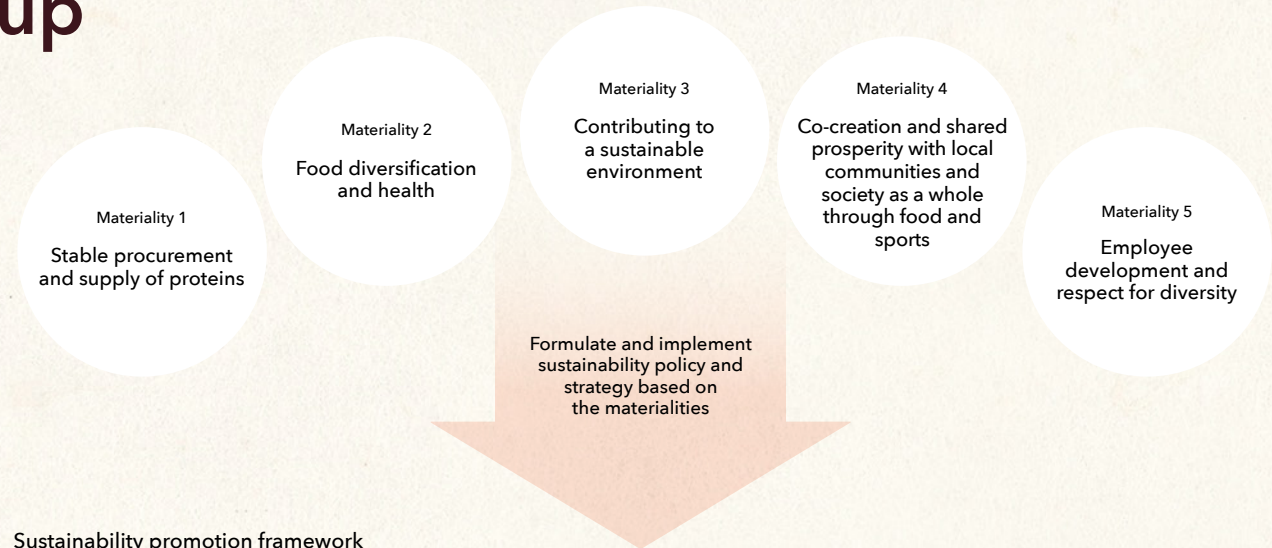 up
Materiality 1
Stable procurement
and supply of proteins
Materiality 2
Food diversification
and health
Materiality 3
Contributing to
a sustainable
environment
Materiality 4
Co-creation and shared
prosperity with local
communities and
society as a whole
through food and
sports
Materiality 5
Employee
development and
respect for diversity
Formulate and implement
sustainability policy and
strategy based on
the materialities
Sustainability promotion framework